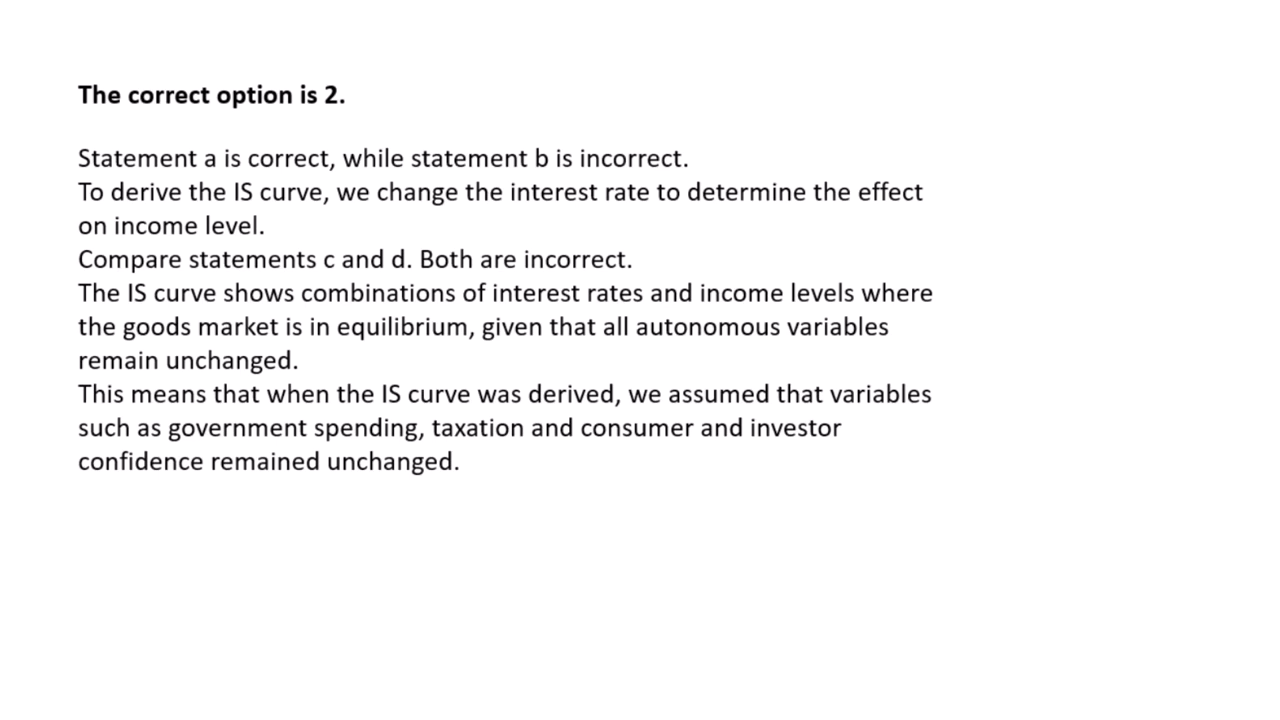 The correct option is 2.
Statement a is correct, while statement b is incorrect.
To derive the IS curve, we change the interest rate to determine the effect
on income level.
Compare statements c and d. Both are incorrect.
The IS curve shows combinations of interest rates and income levels where
the goods market is in equilibrium, given that all autonomous variables
remain unchanged.
This means that when the IS curve was derived, we assumed that variables
such as government spending, taxation and consumer and investor
confidence remained unchanged.